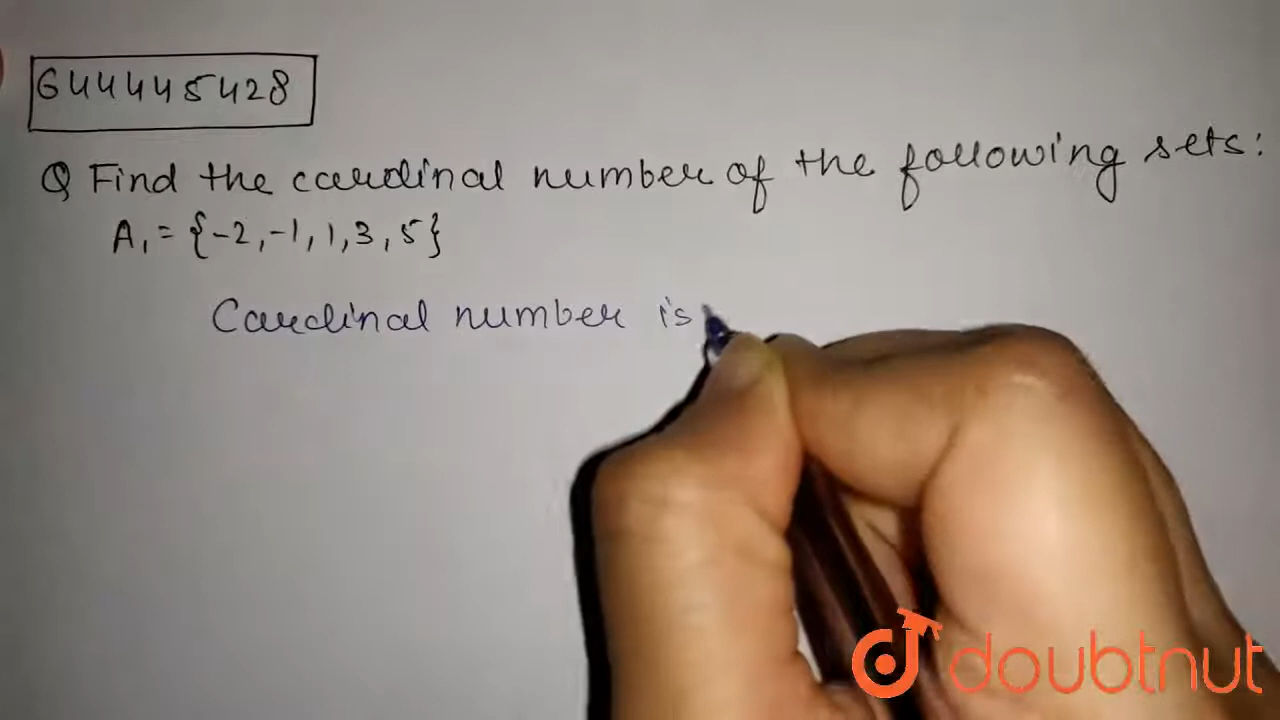 644445428
Q Find the cardinal number of the following sets:
A₁ = {-2, -1, 1, 3, 5}
Cardinal number is
doubtnut